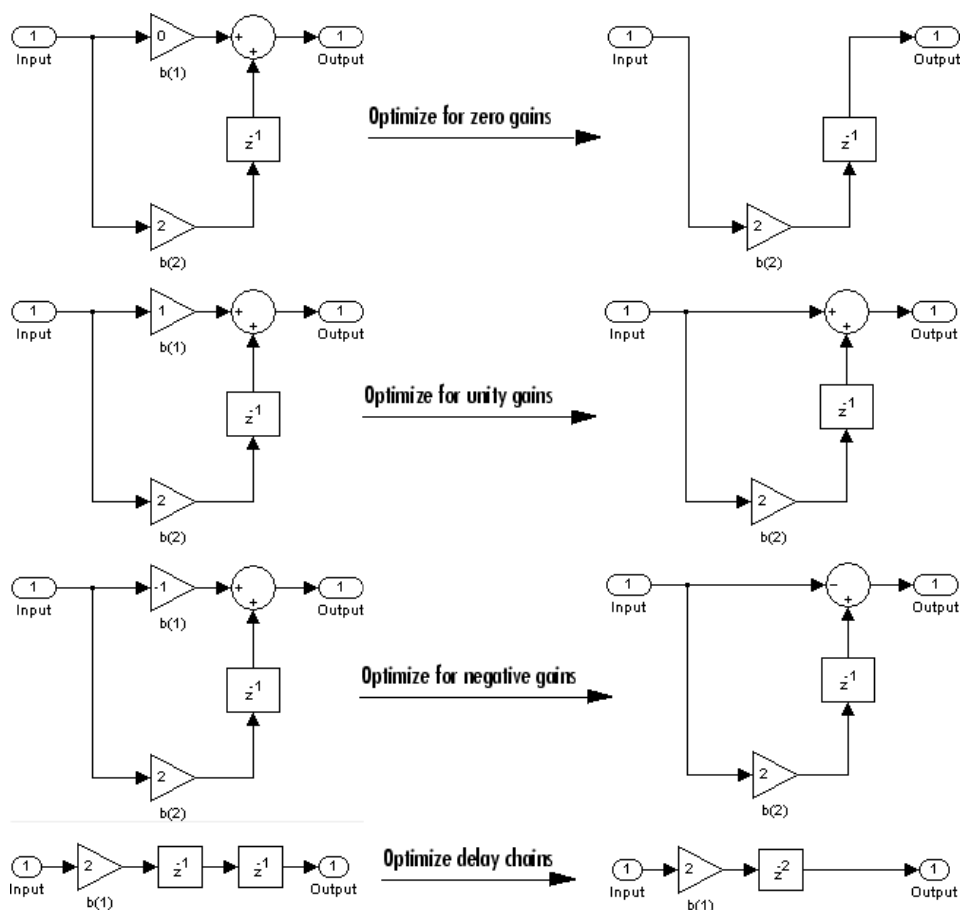 1 0 + 1 1 1
Input b(1) + Output Input Output
Optimize for zero gains
z-1 z-1
2 2
b(2) b(2)
1 1 + 1 1 + 1
Input b(1) + Output Input + Output
Optimize for unity gains
z-1 z-1
2 2
b(2) b(2)
1 -1 + 1 1 - 1
Input b(1) + Output Input + Output
Optimize for negative gains
z-1 z-1
2 2
b(2) b(2)
Optimize delay chains
1 2 z-1 z-1 1 1 2 z-2 1
Input b(1) Output Input b(1) Output